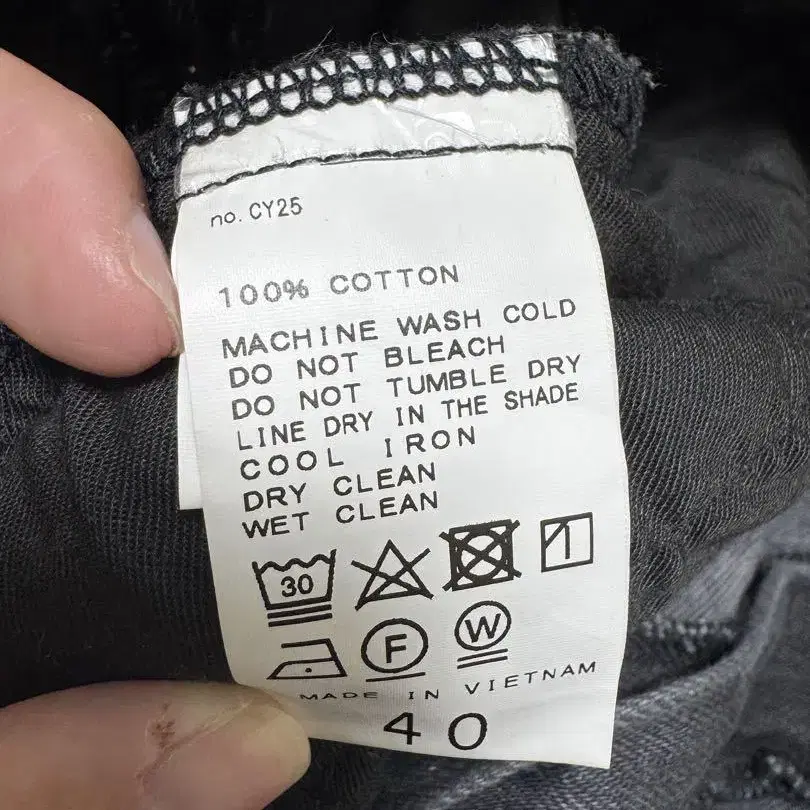 no. CY25
100% COTTON
MACHINE WASH COLD
DO NOT BLEACH
DO NOT TUMBLE DRY
LINE DRY IN THE SHADE
COOL IRON
DRY CLEAN
WET CLEAN
30
F W
MADE IN VIETNAM
40